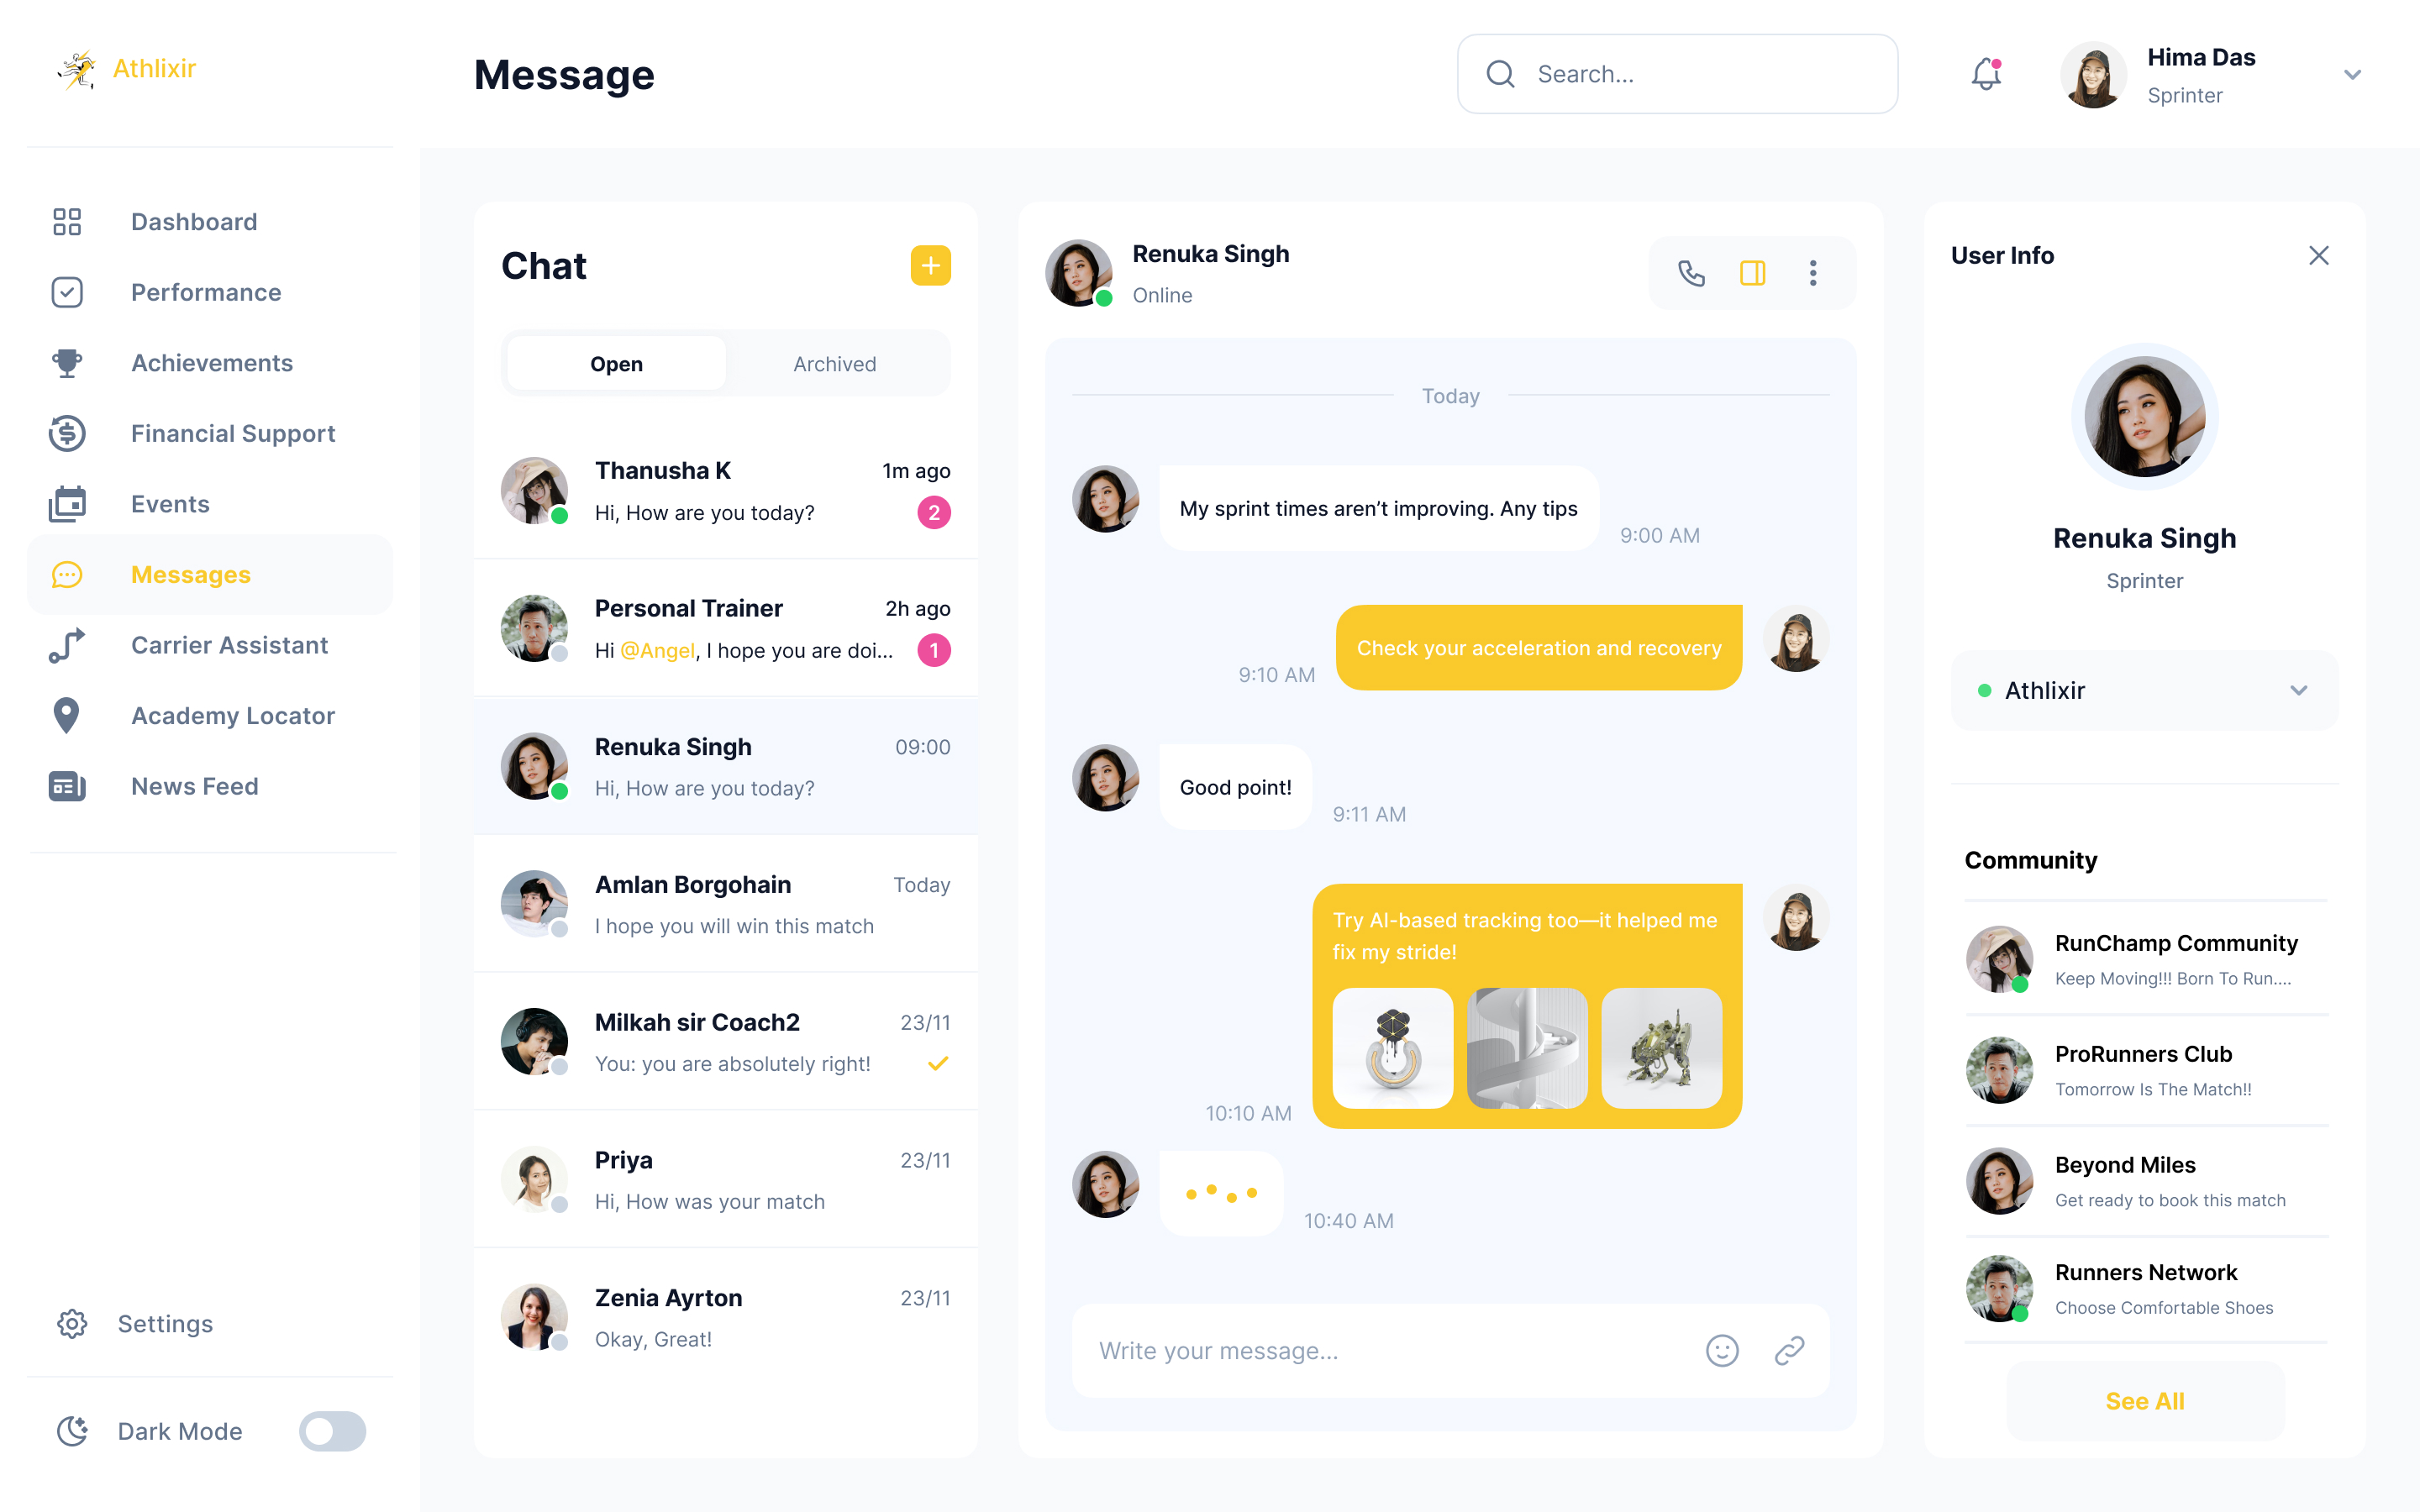 Athlixir
Message
Search...
Hima Das
Sprinter
Dashboard
Performance
Achievements
Financial Support
Events
Messages
Carrier Assistant
Academy Locator
News Feed
Settings
Dark Mode
Chat
Open
Archived
Thanusha K
1m ago
Hi, How are you today?
2
Personal Trainer
2h ago
Hi @Angel, I hope you are doi...
1
Renuka Singh
09:00
Hi, How are you today?
Amlan Borgohain
Today
I hope you will win this match
Milkah sir Coach2
23/11
You: you are absolutely right!
Priya
23/11
Hi, How was your match
Zenia Ayrton
23/11
Okay, Great!
Renuka Singh
Online
Today
My sprint times aren’t improving. Any tips
9:00 AM
Check your acceleration and recovery
9:10 AM
Good point!
9:11 AM
Try AI-based tracking too—it helped me
fix my stride!
10:10 AM
10:40 AM
Write your message...
User Info
Renuka Singh
Sprinter
Athlixir
Community
RunChamp Community
Keep Moving!!! Born To Run....
ProRunners Club
Tomorrow Is The Match!!
Beyond Miles
Get ready to book this match
Runners Network
Choose Comfortable Shoes
See All